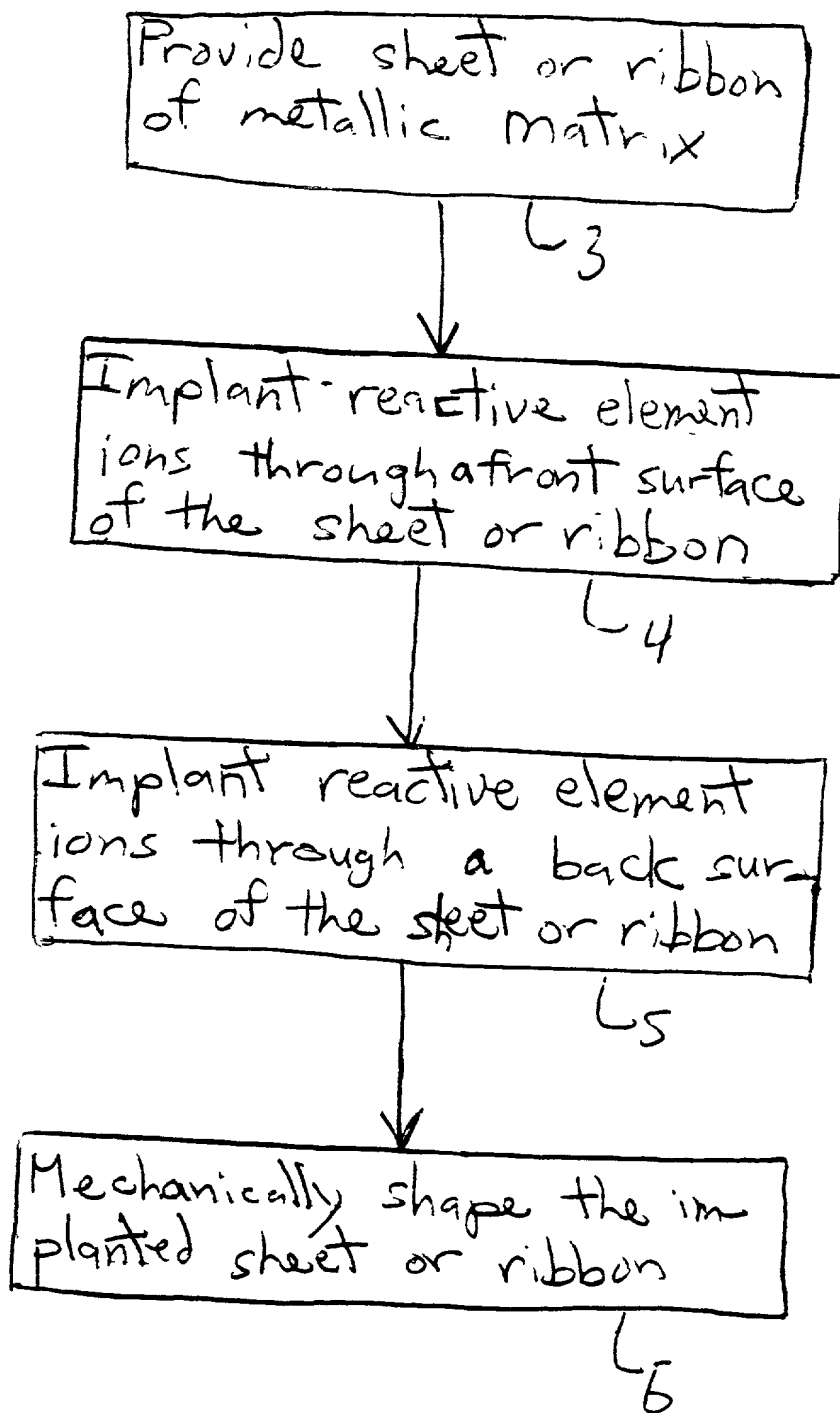 Provide sheet or ribbon
of metallic matrix
3
Implant reactive element
ions through a front surface
of the sheet or ribbon
4
Implant reactive element
ions through a back sur-
face of the sheet or ribbon
5
Mechanically shape the im-
planted sheet or ribbon
6